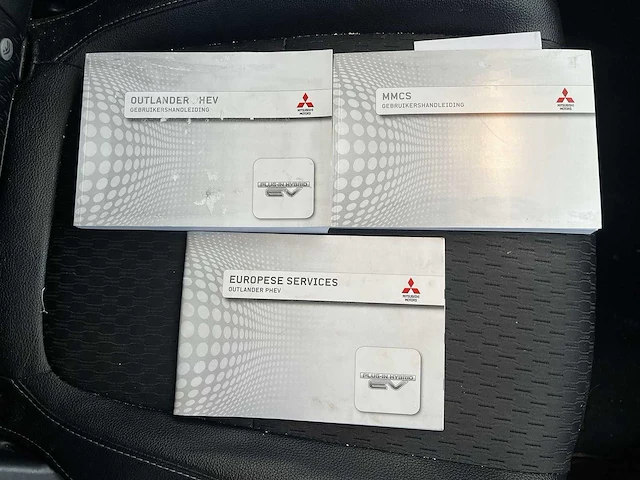 OUTLANDER PHEV
GEBRUIKERSHANDLEIDING
MITSUBISHI
MOTORS
PLUG-IN HYBRID
EV
MMCS
GEBRUIKERSHANDLEIDING
MITSUBISHI
MOTORS
EUROPESE SERVICES
OUTLANDER PHEV
MITSUBISHI
MOTORS
PLUG-IN HYBRID
EV